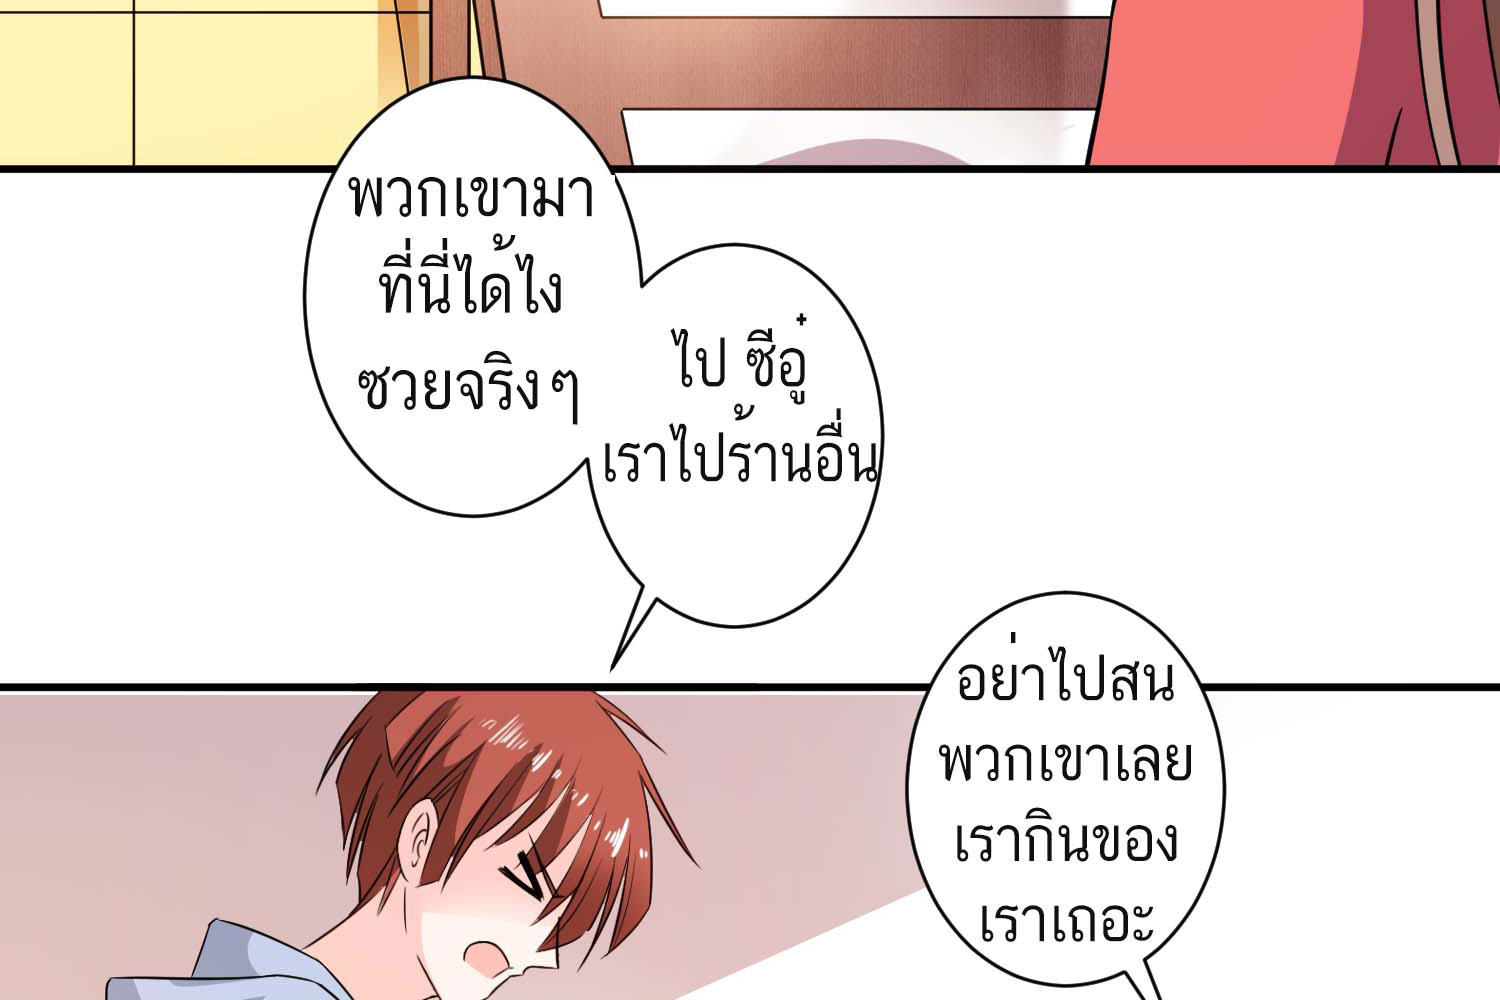 พวกเขามา
ที่นี่ได้ไง
ซวยจริงๆ
ไป ซีอู๋
เราไปร้านอื่น
อย่าไปสน
พวกเขาเลย
เรากินของ
เราเถอะ